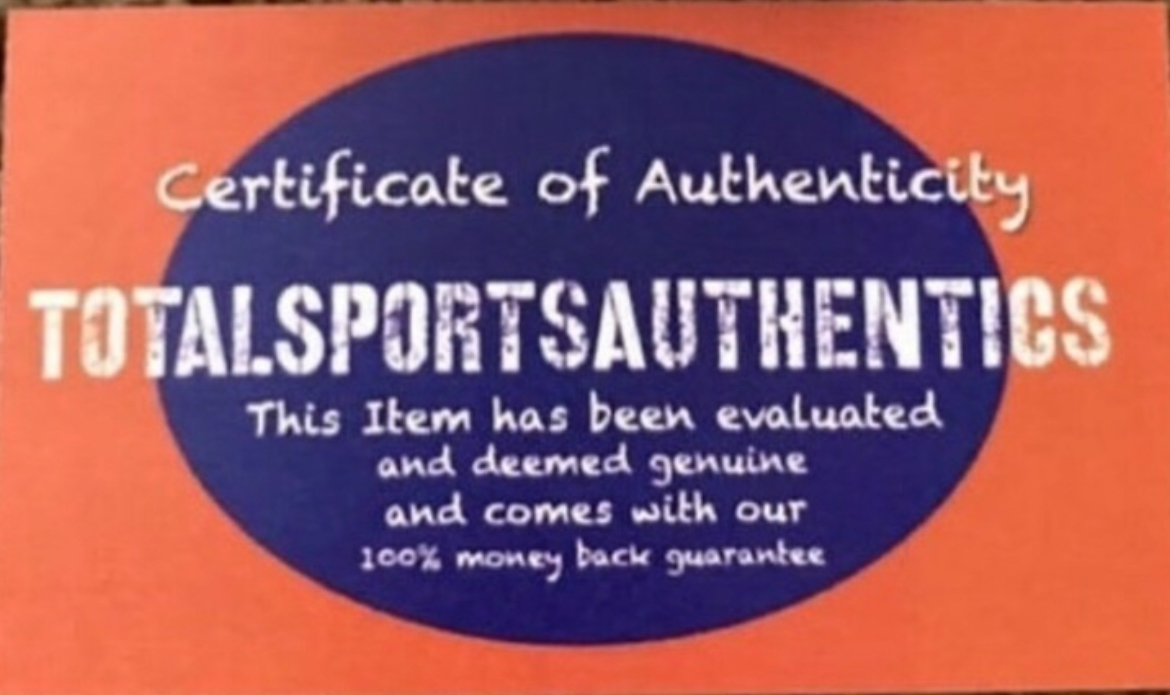 Certificate of Authenticity
TOTALSPORTSAUTHENTICS
This Item has been evaluated
and deemed genuine
and comes with our
100% money back guarantee